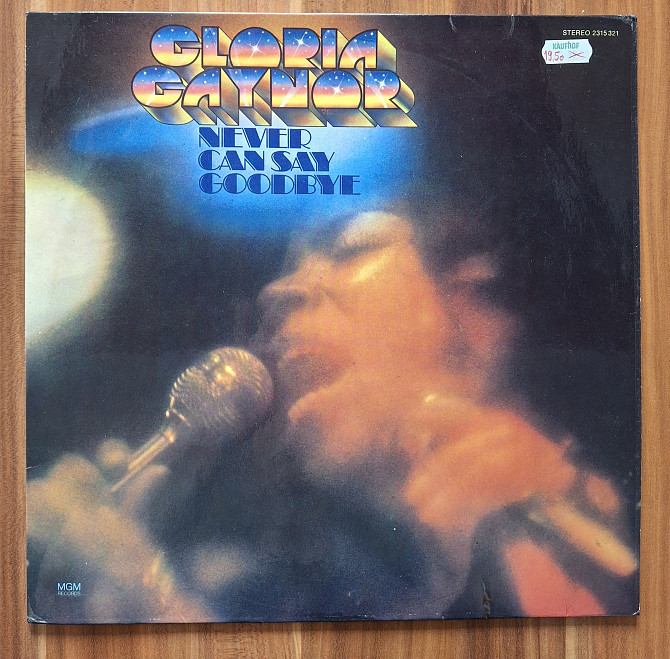 GLORIA
GAYNOR
NEVER
CAN SAY
GOODBYE
STEREO 2315 321
KAUFHOF
19,50
MGM
RECORDS